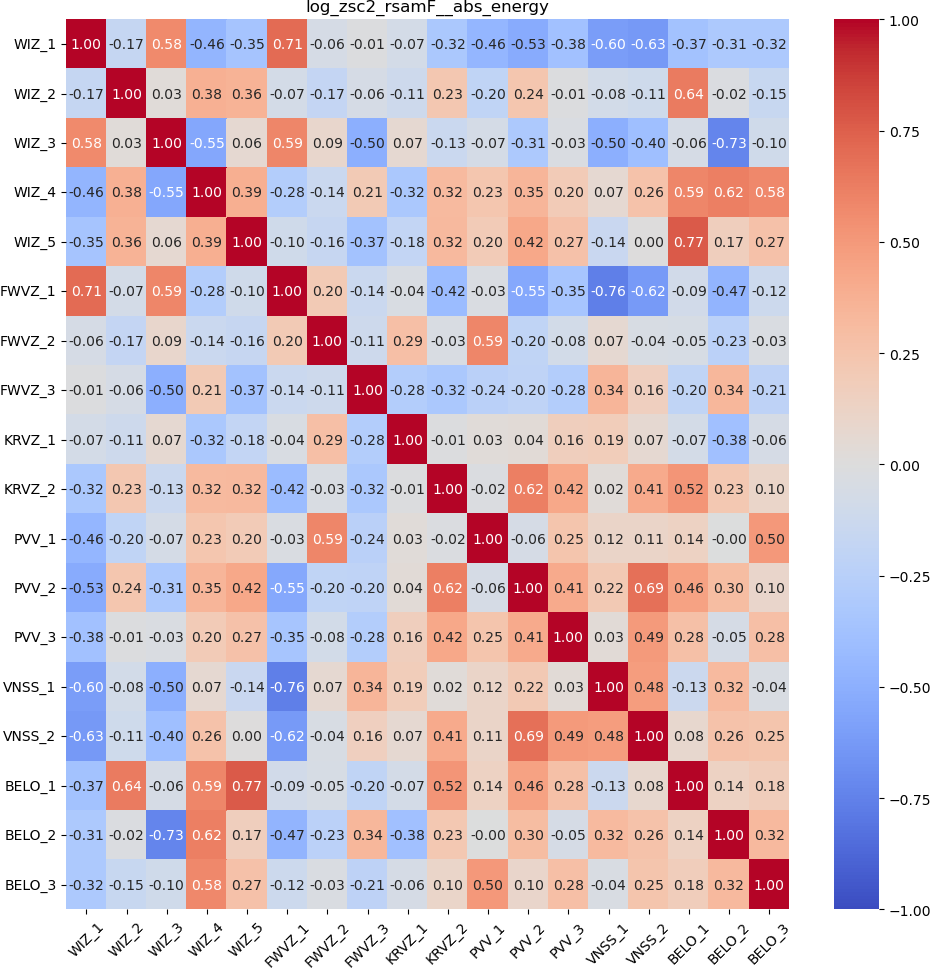 log_zsc2_rsamF__abs_energy
WIZ_1 1.00 -0.17 0.58 -0.46 -0.35 0.71 -0.06 -0.01 -0.07 -0.32 -0.46 -0.53 -0.38 -0.60 -0.63 -0.37 -0.31 -0.32
WIZ_2 -0.17 1.00 0.03 0.38 0.36 -0.07 -0.17 -0.06 -0.11 0.23 -0.20 0.24 -0.01 -0.08 -0.11 0.64 -0.02 -0.15
WIZ_3 0.58 0.03 1.00 -0.55 0.06 0.59 0.09 -0.50 0.07 -0.13 -0.07 -0.31 -0.03 -0.50 -0.40 -0.06 -0.73 -0.10
WIZ_4 -0.46 0.38 -0.55 1.00 0.39 -0.28 -0.14 0.21 -0.32 0.32 0.23 0.35 0.20 0.07 0.26 0.59 0.62 0.58
WIZ_5 -0.35 0.36 0.06 0.39 1.00 -0.10 -0.16 -0.37 -0.18 0.32 0.20 0.42 0.27 -0.14 0.00 0.77 0.17 0.27
FWVZ_1 0.71 -0.07 0.59 -0.28 -0.10 1.00 0.20 -0.14 -0.04 -0.42 -0.03 -0.55 -0.35 -0.76 -0.62 -0.09 -0.47 -0.12
FWVZ_2 -0.06 -0.17 0.09 -0.14 -0.16 0.20 1.00 -0.11 0.29 -0.03 0.59 -0.20 -0.08 0.07 -0.04 -0.05 -0.23 -0.03
FWVZ_3 -0.01 -0.06 -0.50 0.21 -0.37 -0.14 -0.11 1.00 -0.28 -0.32 -0.24 -0.20 -0.28 0.34 0.16 -0.20 0.34 -0.21
KRVZ_1 -0.07 -0.11 0.07 -0.32 -0.18 -0.04 0.29 -0.28 1.00 -0.01 0.03 0.04 0.16 0.19 0.07 -0.07 -0.38 -0.06
KRVZ_2 -0.32 0.23 -0.13 0.32 0.32 -0.42 -0.03 -0.32 -0.01 1.00 -0.02 0.62 0.42 0.02 0.41 0.52 0.23 0.10
PVV_1 -0.46 -0.20 -0.07 0.23 0.20 -0.03 0.59 -0.24 0.03 -0.02 1.00 -0.06 0.25 0.12 0.11 0.14 -0.00 0.50
PVV_2 -0.53 0.24 -0.31 0.35 0.42 -0.55 -0.20 -0.20 0.04 0.62 -0.06 1.00 0.41 0.22 0.69 0.46 0.30 0.10
PVV_3 -0.38 -0.01 -0.03 0.20 0.27 -0.35 -0.08 -0.28 0.16 0.42 0.25 0.41 1.00 0.03 0.49 0.28 -0.05 0.28
VNSS_1 -0.60 -0.08 -0.50 0.07 -0.14 -0.76 0.07 0.34 0.19 0.02 0.12 0.22 0.03 1.00 0.48 -0.13 0.32 -0.04
VNSS_2 -0.63 -0.11 -0.40 0.26 0.00 -0.62 -0.04 0.16 0.07 0.41 0.11 0.69 0.49 0.48 1.00 0.08 0.26 0.25
BELO_1 -0.37 0.64 -0.06 0.59 0.77 -0.09 -0.05 -0.20 -0.07 0.52 0.14 0.46 0.28 -0.13 0.08 1.00 0.14 0.18
BELO_2 -0.31 -0.02 -0.73 0.62 0.17 -0.47 -0.23 0.34 -0.38 0.23 -0.00 0.30 -0.05 0.32 0.26 0.14 1.00 0.32
BELO_3 -0.32 -0.15 -0.10 0.58 0.27 -0.12 -0.03 -0.21 -0.06 0.10 0.50 0.10 0.28 -0.04 0.25 0.18 0.32 1.00
WIZ_1 WIZ_2 WIZ_3 WIZ_4 WIZ_5 FWVZ_1 FWVZ_2 FWVZ_3 KRVZ_1 KRVZ_2 PVV_1 PVV_2 PVV_3 VNSS_1 VNSS_2 BELO_1 BELO_2 BELO_3
1.00
0.75
0.50
0.25
0.00
−0.25
−0.50
−0.75
−1.00